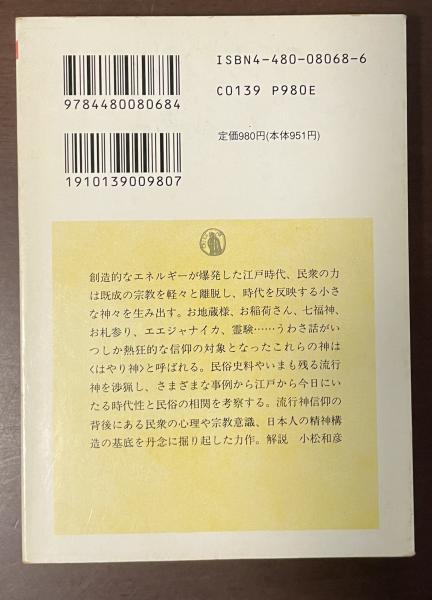 ISBN4-480-08068-6
9784480080684
C0139 P980E
定価980円(本体951円)
1910139009807
創造的なエネルギーが爆発した江戸時代、民衆の力
は既成の宗教を軽々と離脱し、時代を反映する小さ
な神々を生み出す。お地蔵様、お稲荷さん、七福神、
お札参り、エエジャナイカ、霊験……うわさ話がい
つしか熱狂的な信仰の対象となったこれらの神は
〈はやり神〉と呼ばれる。民俗史料やいまも残る流行
神を渉猟し、さまざまな事例から江戸から今日にい
たる時代性と民俗の相関を考察する。流行神信仰の
背後にある民衆の心理や宗教意識、日本人の精神構
造の基底を丹念に掘り起した力作。解説　小松和彦